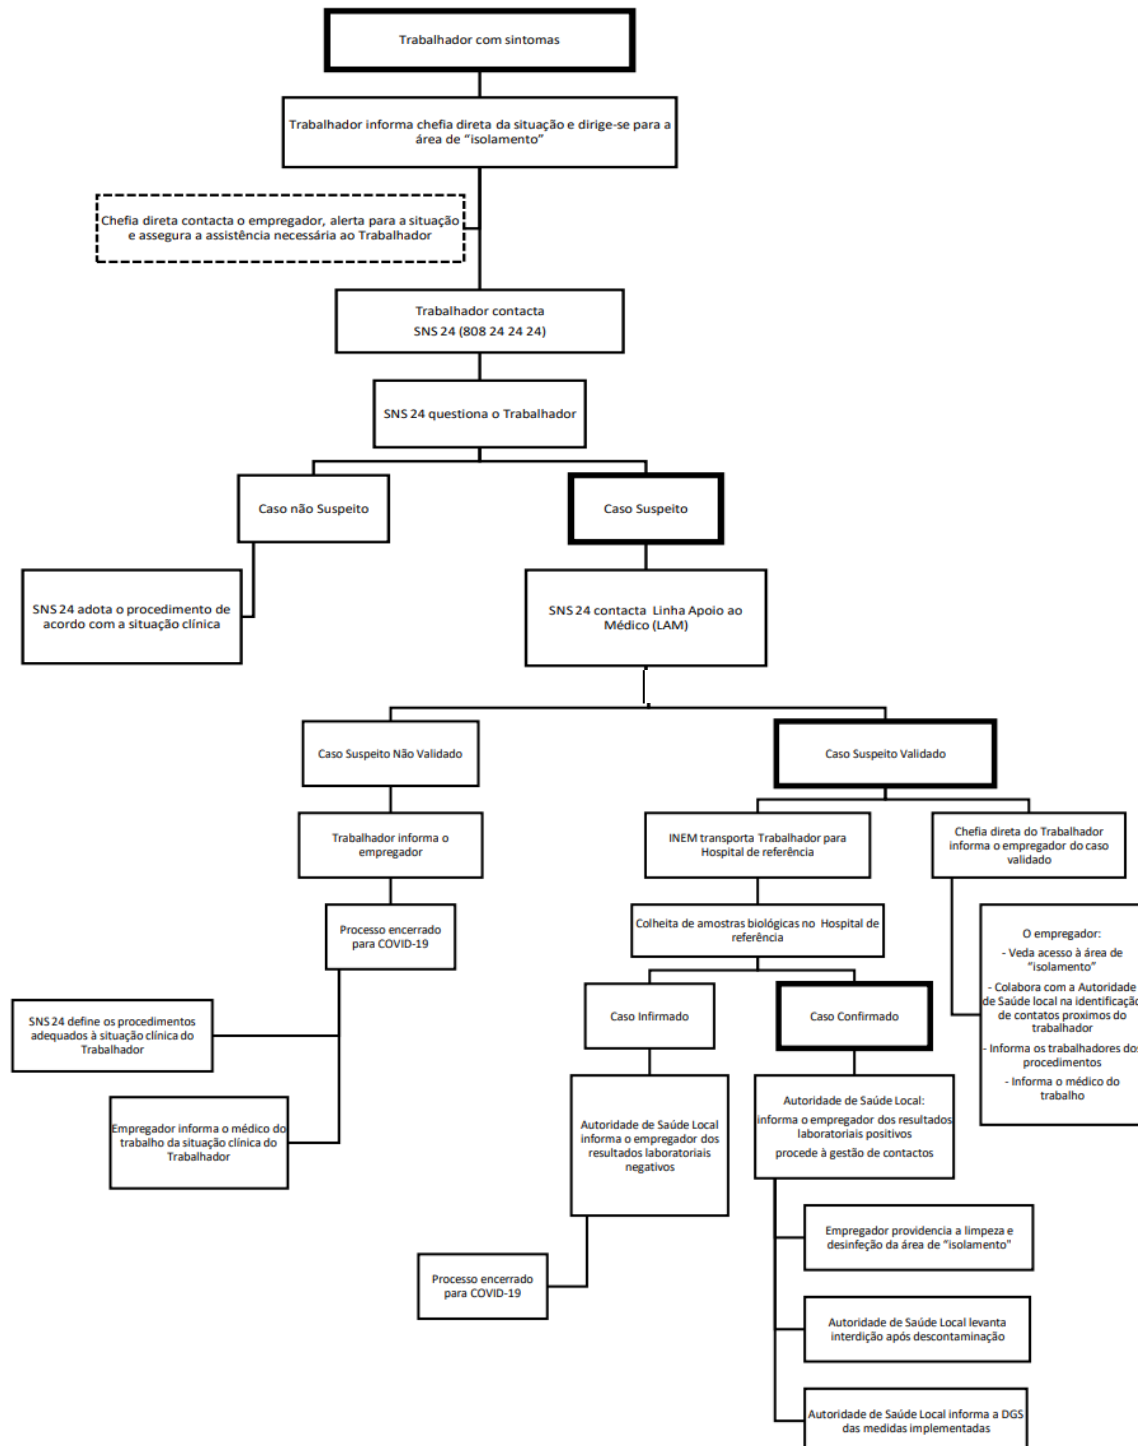 Trabalhador com sintomas
Trabalhador informa chefia direta da situação e dirige-se para a
área de “isolamento”
Chefia direta contacta o empregador, alerta para a situação
e assegura a assistência necessária ao Trabalhador
Trabalhador contacta
SNS 24 (808 24 24 24)
SNS 24 questiona o Trabalhador
Caso não Suspeito
Caso Suspeito
SNS 24 adota o procedimento de
acordo com a situação clínica
SNS 24 contacta Linha Apoio ao
Médico (LAM)
Caso Suspeito Não Validado
Caso Suspeito Validado
Trabalhador informa o
empregador
INEM transporta Trabalhador para
Hospital de referência
Chefia direta do Trabalhador
informa o empregador do caso
validado
Processo encerrado
para COVID-19
Colheita de amostras biológicas no Hospital de
referência
O empregador:
- Veda acesso à área de
“isolamento”
- Colabora com a Autoridade
de Saúde local na identificação
de contatos proximos do
trabalhador
- Informa os trabalhadores dos
procedimentos
- Informa o médico do
trabalho
SNS 24 define os procedimentos
adequados à situação clínica do
Trabalhador
Caso Infirmado
Caso Confirmado
Empregador informa o médico do
trabalho da situação clínica do
Trabalhador
Autoridade de Saúde Local
informa o empregador dos
resultados laboratoriais
negativos
Autoridade de Saúde Local:
informa o empregador dos resultados
laboratoriais positivos
procede à gestão de contactos
Processo encerrado
para COVID-19
Empregador providencia a limpeza e
desinfeção da área de “isolamento"
Autoridade de Saúde Local levanta
interdição após descontaminação
Autoridade de Saúde Local informa a DGS
das medidas implementadas